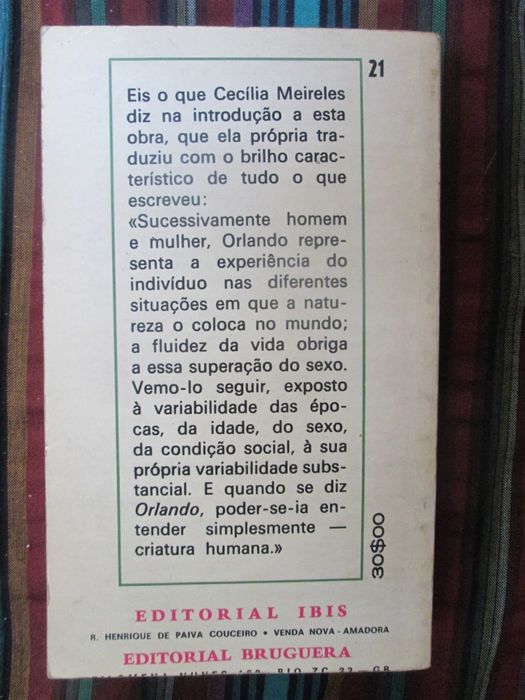 21
Eis o que Cecília Meireles
diz na introdução a esta
obra, que ela própria tra-
duziu com o brilho carac-
terístico de tudo o que
escreveu:
«Sucessivamente homem
e mulher, Orlando repre-
senta a experiência do
indivíduo nas diferentes
situações em que a natu-
reza o coloca no mundo;
a fluidez da vida obriga
a essa superação do sexo.
Vemo-lo seguir, exposto
à variabilidade das épo-
cas, da idade, do sexo,
da condição social, à sua
própria variabilidade subs-
tancial. E quando se diz
Orlando, poder-se-ia en-
tender simplesmente —
criatura humana.»
30$00
EDITORIAL IBIS
R. HENRIQUE DE PAIVA COUCEIRO • VENDA NOVA - AMADORA
EDITORIAL BRUGUERA